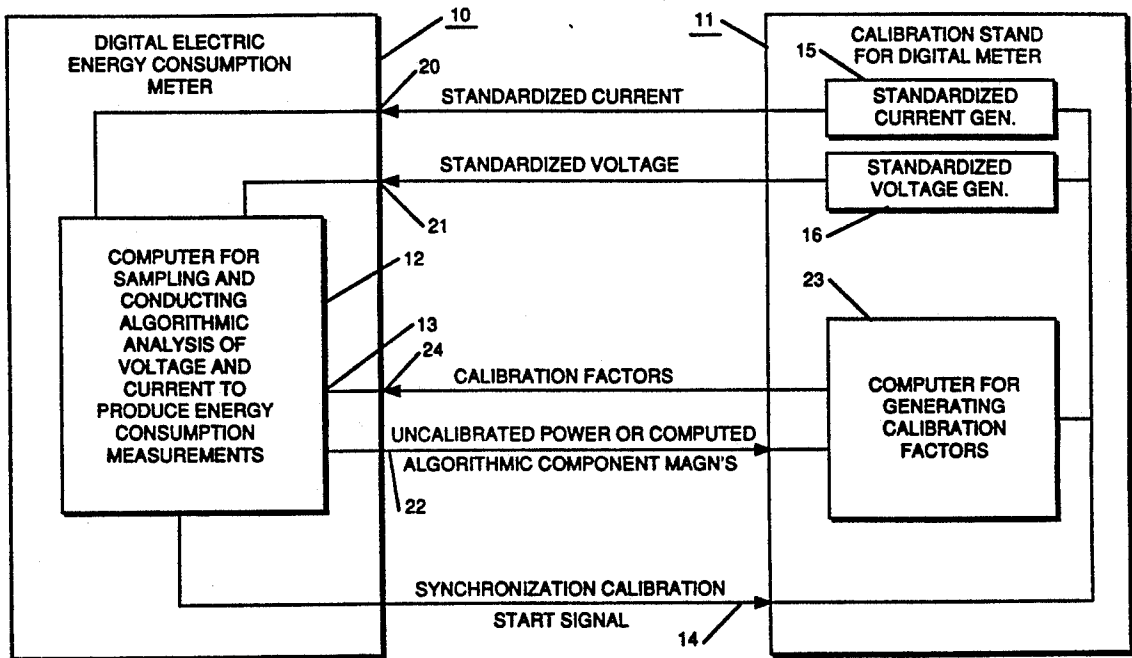 10
11
DIGITAL ELECTRIC
ENERGY CONSUMPTION
METER
20
CALIBRATION STAND
FOR DIGITAL METER
15
STANDARDIZED CURRENT
STANDARDIZED
CURRENT GEN.
STANDARDIZED VOLTAGE
STANDARDIZED
VOLTAGE GEN.
21
16
COMPUTER FOR
SAMPLING AND
CONDUCTING
ALGORITHMIC
ANALYSIS OF
VOLTAGE AND
CURRENT TO
PRODUCE ENERGY
CONSUMPTION
MEASUREMENTS
12
13
24
23
CALIBRATION FACTORS
COMPUTER FOR
GENERATING
CALIBRATION
FACTORS
UNCALIBRATED POWER OR COMPUTED
ALGORITHMIC COMPONENT MAGN'S
22
SYNCHRONIZATION CALIBRATION
START SIGNAL
14